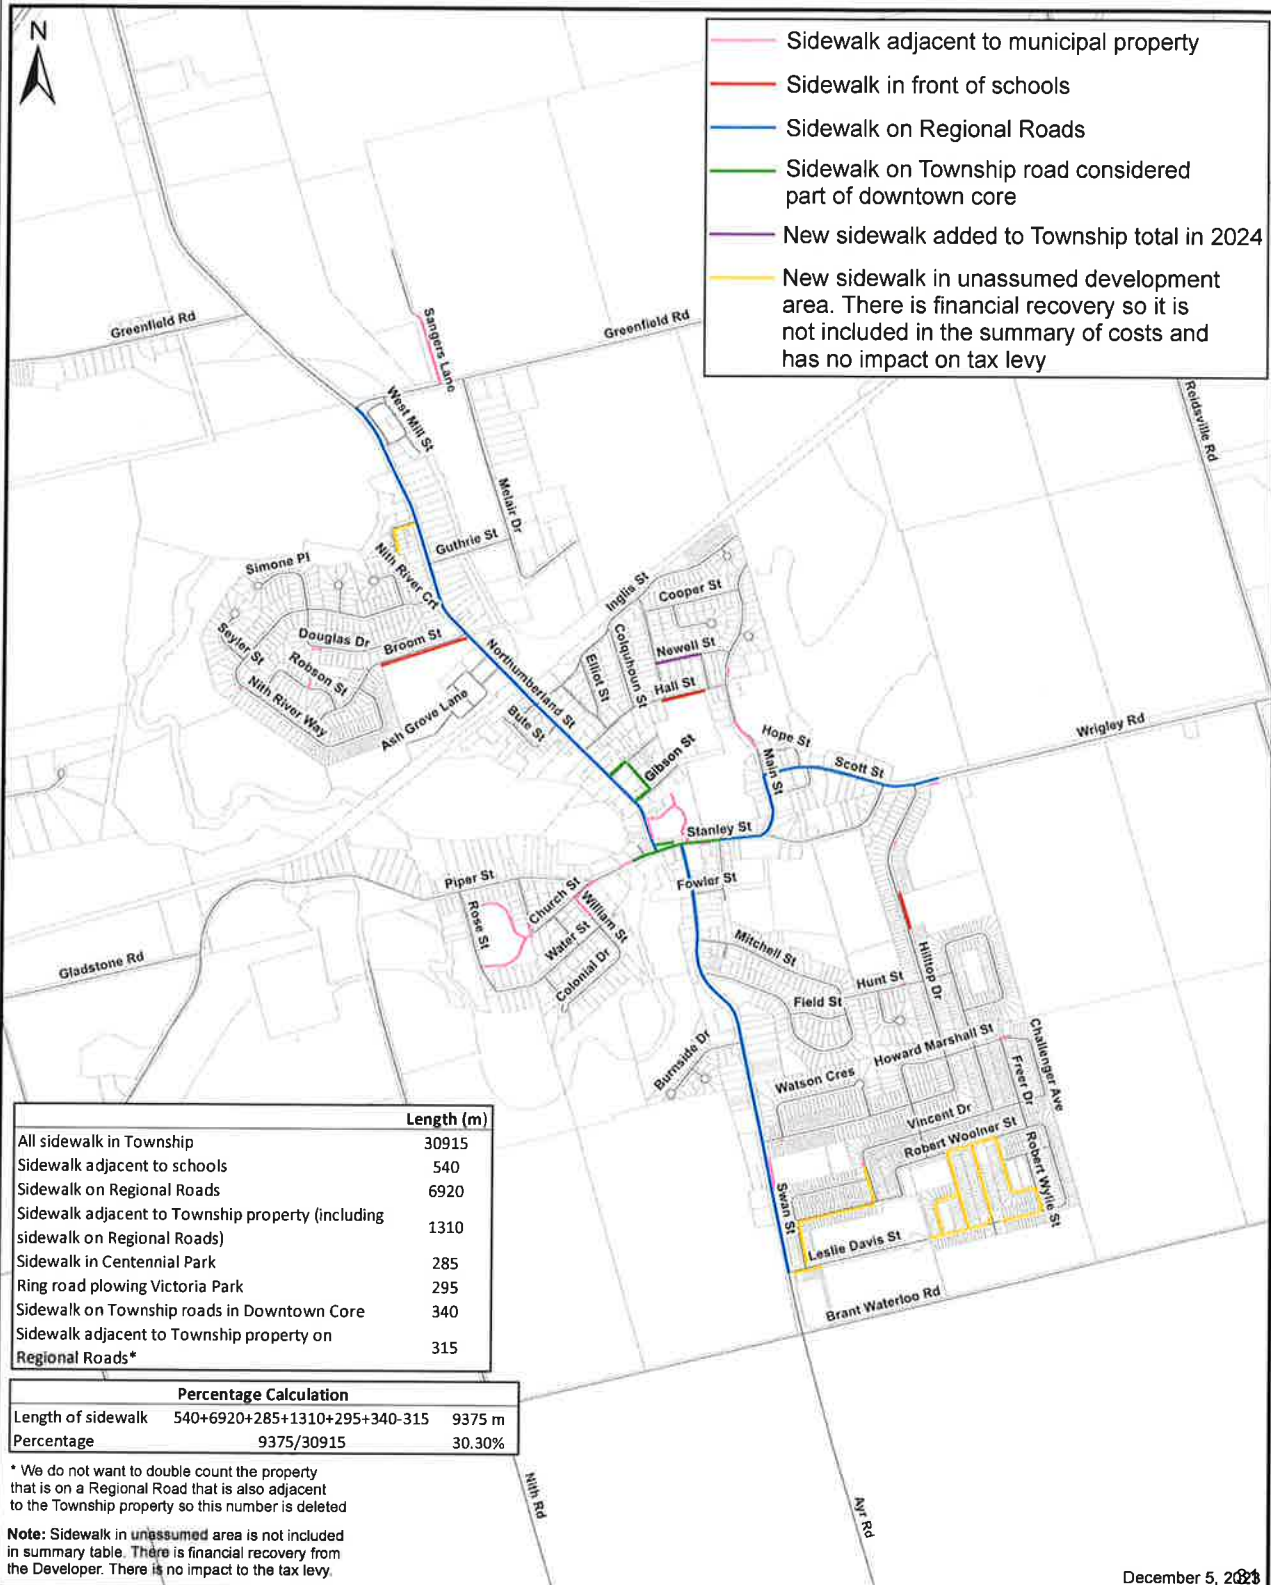 N
Sidewalk adjacent to municipal property
Sidewalk in front of schools
Sidewalk on Regional Roads
Sidewalk on Township road considered
part of downtown core
New sidewalk added to Township total in 2024
New sidewalk in unassumed development
area. There is financial recovery so it is
not included in the summary of costs and
has no impact on tax levy
Greenfield Rd
Sangers Lane
Greenfield Rd
Reidsville Rd
West Mill St
Melair Dr
Guthrie St
Simone Pl
Nith River Crt
Inglis St
Cooper St
Seyler St
Douglas Dr
Broom St
Northumberland St
Elliot St
Colquhoun St
Newell St
Robson St
Hall St
Nith River Way
Ash Grove Lane
Bute St
Gibson St
Hope St
Main St
Scott St
Wrigley Rd
Stanley St
Piper St
Church St
Fowler St
Rose St
William St
Water St
Colonial Dr
Gladstone Rd
Mitchell St
Hilltop Dr
Hunt St
Field St
Burnside Dr
Howard Marshall St
Challenger Ave
Freer Dr
Watson Cres
Vincent Dr
Robert Woolner St
Robert Wylie St
Swan St
Leslie Davis St
Brant Waterloo Rd
Length (m)
All sidewalk in Township 30915
Sidewalk adjacent to schools 540
Sidewalk on Regional Roads 6920
Sidewalk adjacent to Township property (including
sidewalk on Regional Roads) 1310
Sidewalk in Centennial Park 285
Ring road plowing Victoria Park 295
Sidewalk on Township roads in Downtown Core 340
Sidewalk adjacent to Township property on
Regional Roads* 315
Percentage Calculation
Length of sidewalk 540+6920+285+1310+295+340-315 9375 m
Percentage 9375/30915 30.30%
* We do not want to double count the property
that is on a Regional Road that is also adjacent
to the Township property so this number is deleted
Note: Sidewalk in unassumed area is not included
in summary table. There is financial recovery from
the Developer. There is no impact to the tax levy.
Nith Rd
Ayr Rd
December 5,